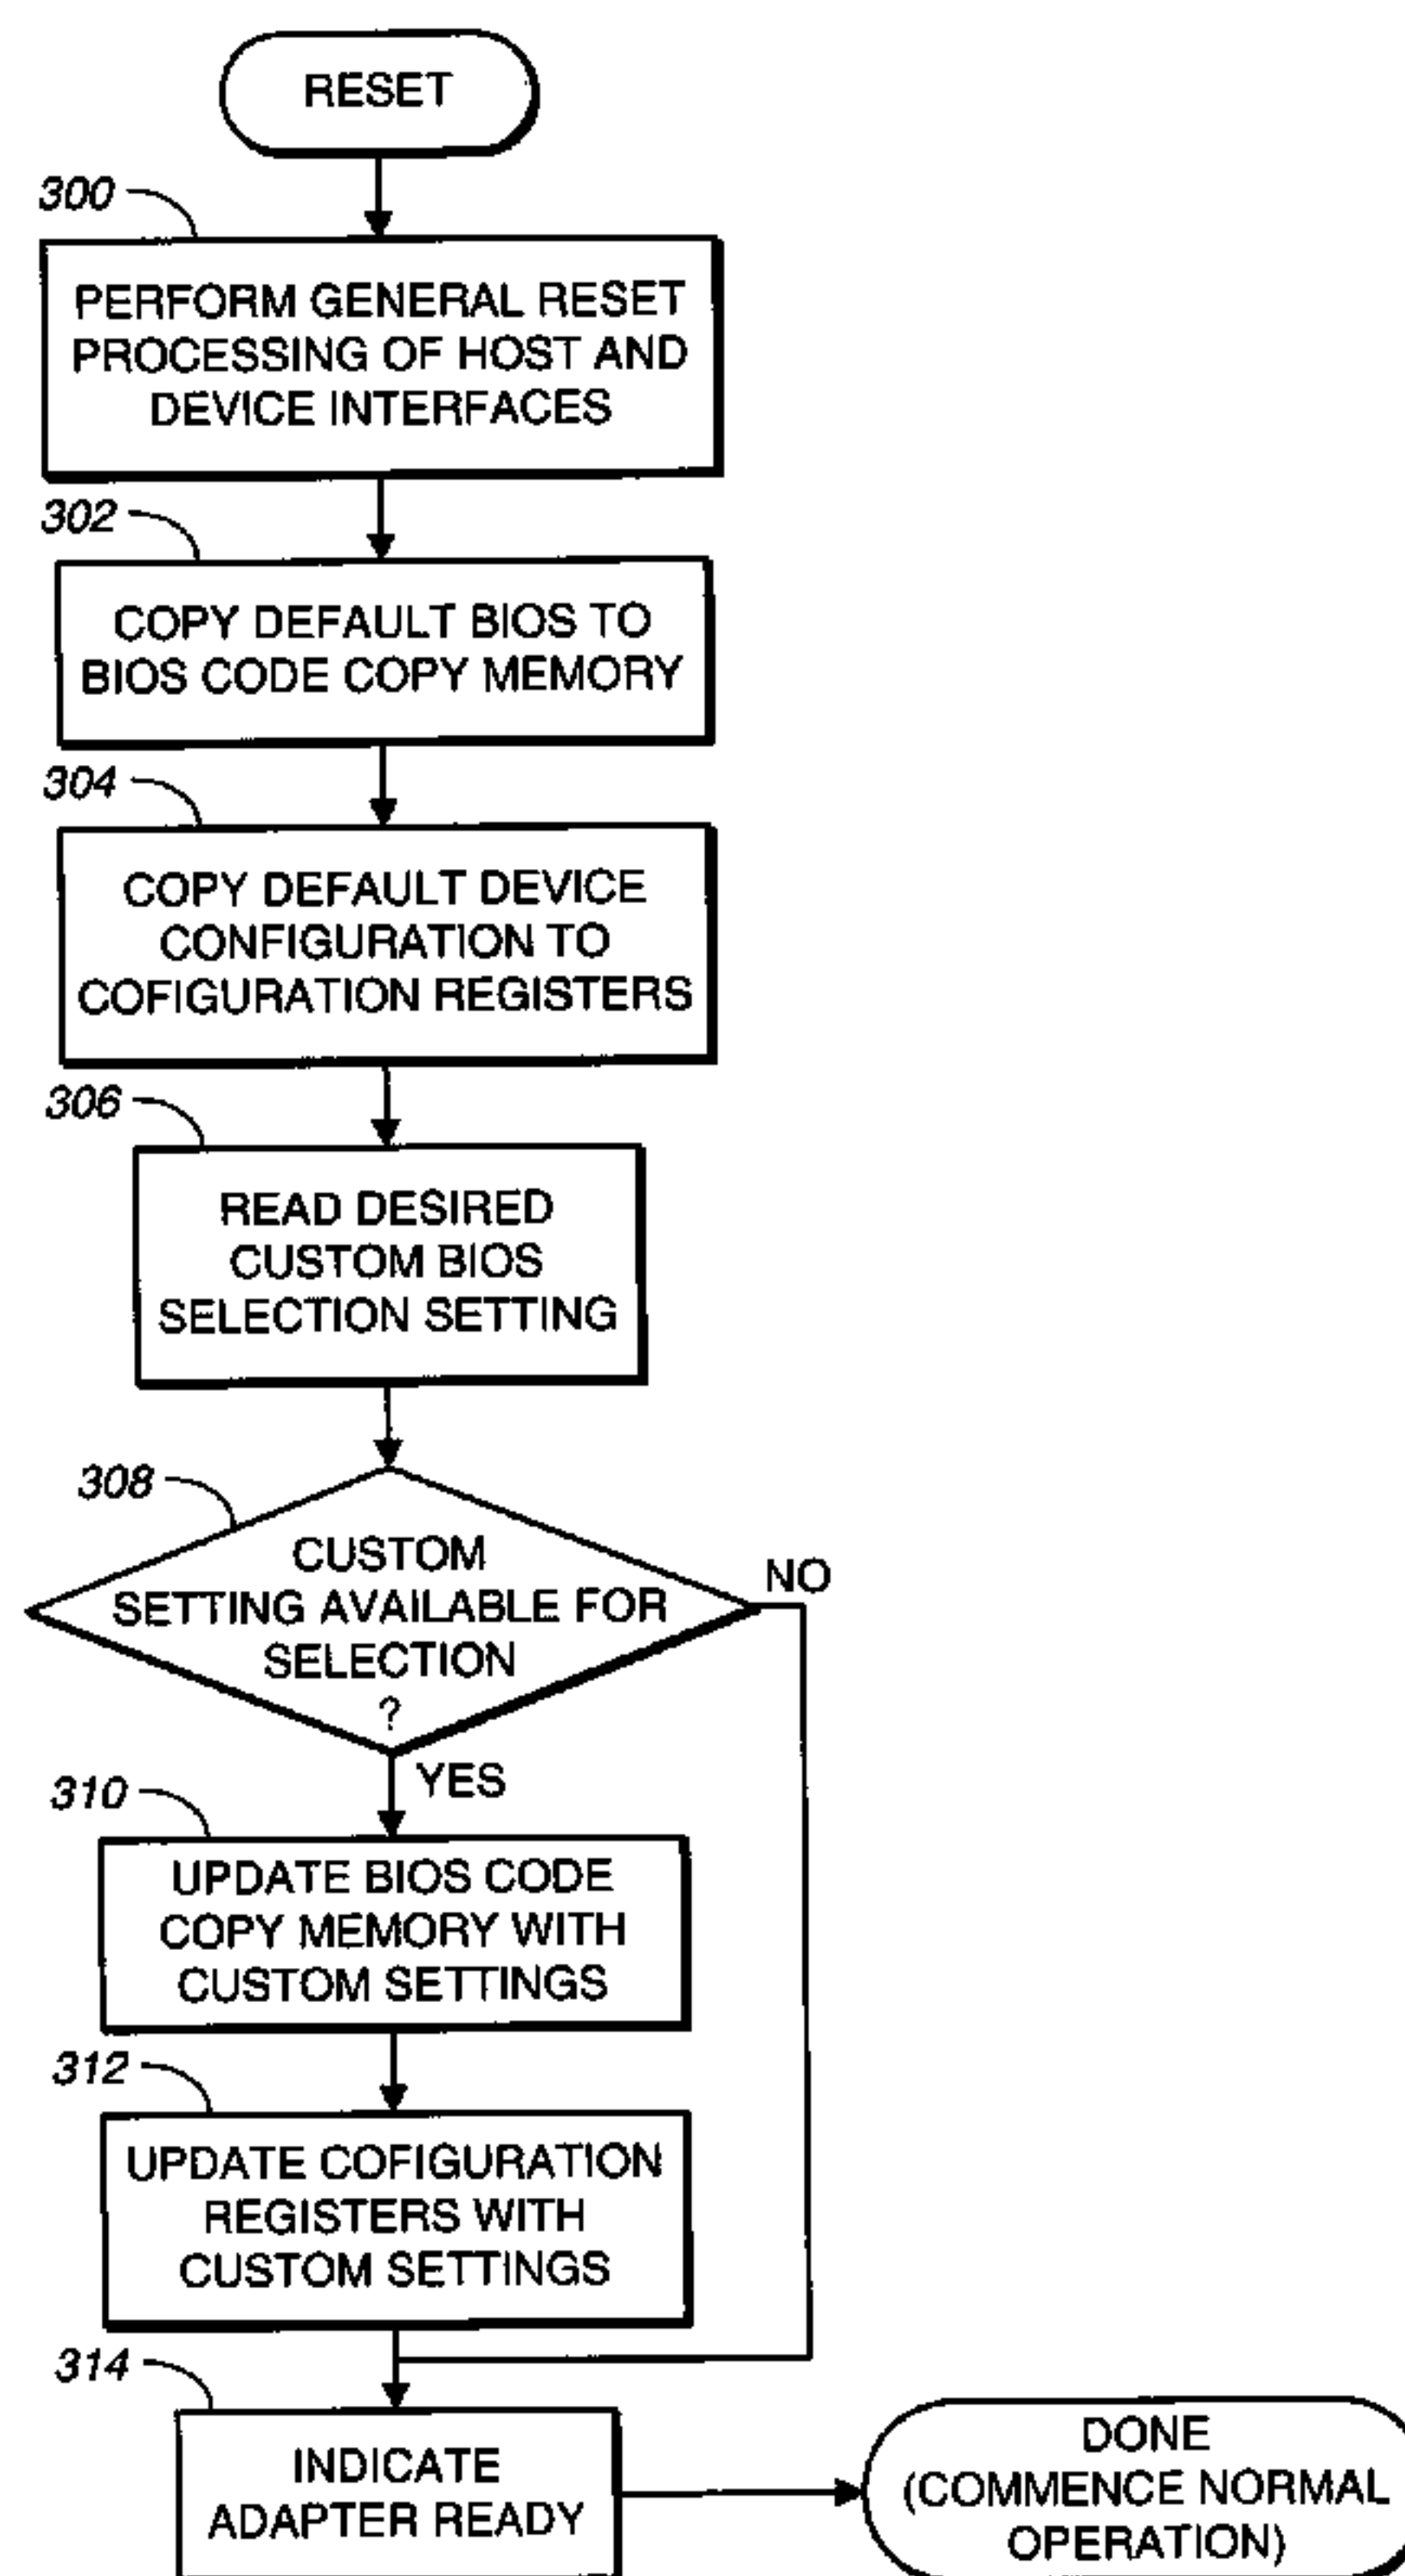 RESET
300
PERFORM GENERAL RESET
PROCESSING OF HOST AND
DEVICE INTERFACES
302
COPY DEFAULT BIOS TO
BIOS CODE COPY MEMORY
304
COPY DEFAULT DEVICE
CONFIGURATION TO
COFIGURATION REGISTERS
306
READ DESIRED
CUSTOM BIOS
SELECTION SETTING
308
CUSTOM
SETTING AVAILABLE FOR
SELECTION
?
NO
YES
310
UPDATE BIOS CODE
COPY MEMORY WITH
CUSTOM SETTINGS
312
UPDATE COFIGURATION
REGISTERS WITH
CUSTOM SETTINGS
314
INDICATE
ADAPTER READY
DONE
(COMMENCE NORMAL
OPERATION)